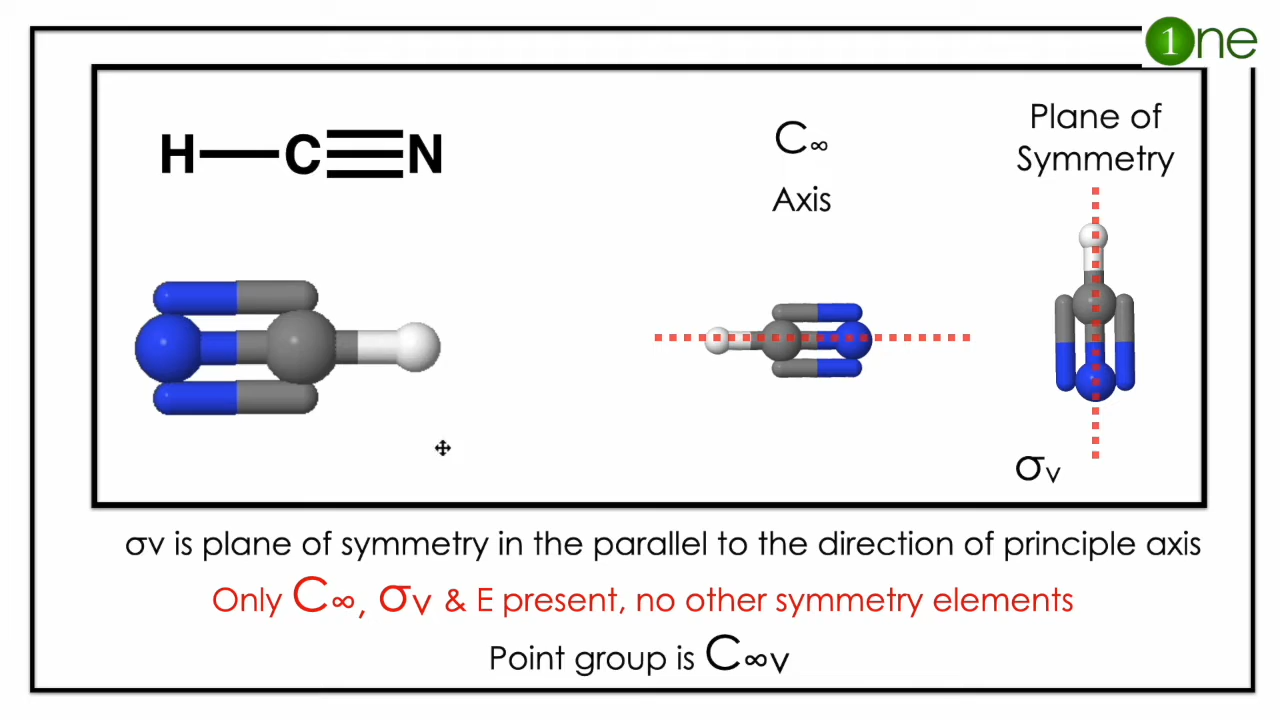 1ne
H—C≡N
C∞
Axis
Plane of
Symmetry
σv
σv is plane of symmetry in the parallel to the direction of principle axis
Only C∞, σv & E present, no other symmetry elements
Point group is C∞v